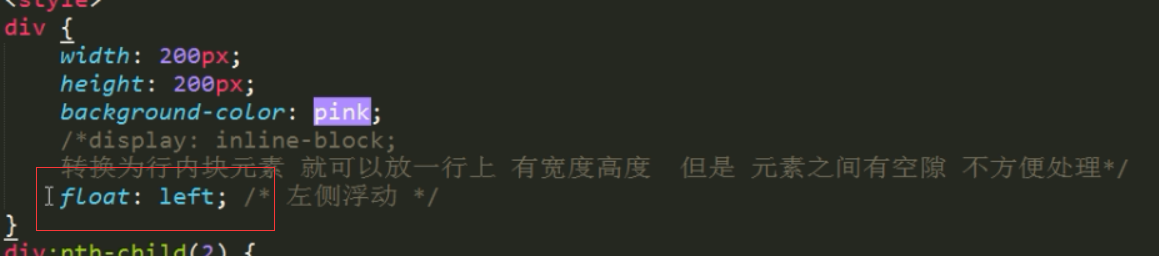 <style>
div {
width: 200px;
height: 200px;
background-color: pink;
/*display: inline-block;
转换为行内块元素 就可以放一行上 有宽度高度 但是 元素之间有空隙 不方便处理*/
float: left; /* 左侧浮动 */
}
div:nth-child(2) {